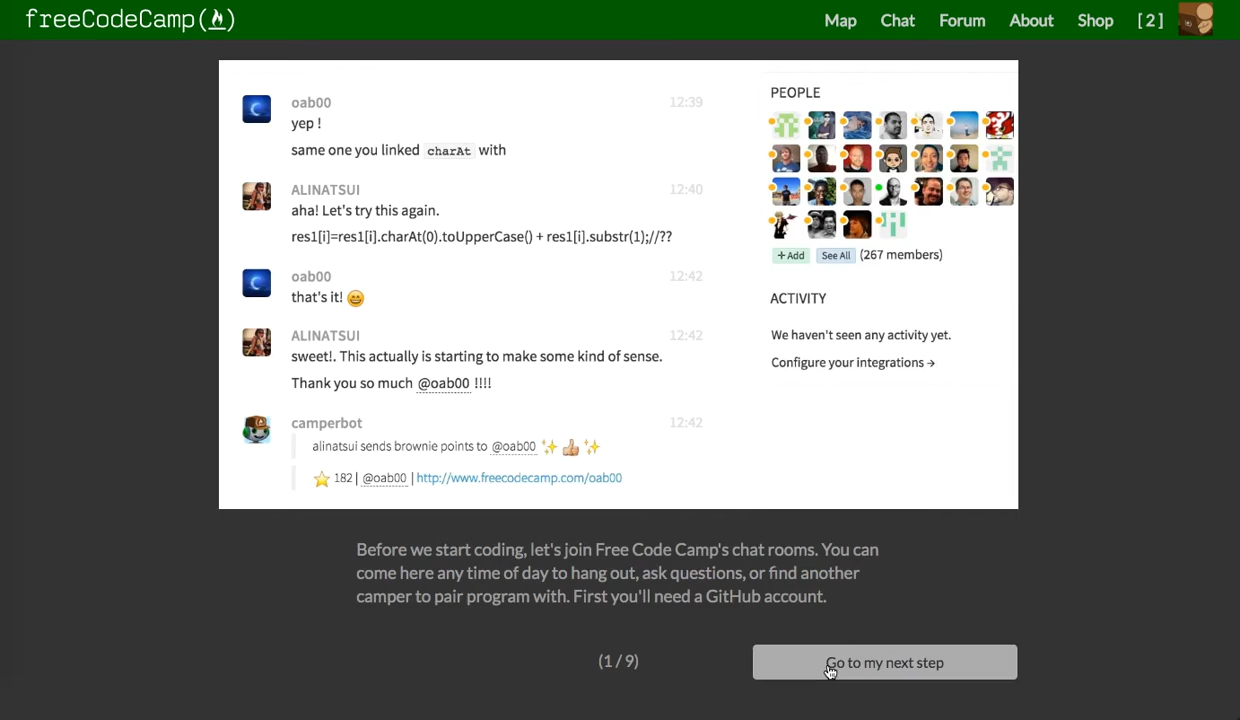 freeCodeCamp
Map Chat Forum About Shop [ 2 ]
oab00 12:39
yep !
same one you linked charAt with
ALINATSUI 12:40
aha! Let's try this again.
res1[i]=res1[i].charAt(0).toUpperCase() + res1[i].substr(1);//??
oab00 12:42
that's it!
ALINATSUI 12:42
sweet!. This actually is starting to make some kind of sense.
Thank you so much @oab00 !!!!
camperbot 12:42
alinatsui sends brownie points to @oab00
182 | @oab00 | http://www.freecodecamp.com/oab00
PEOPLE
+ Add See All (267 members)
ACTIVITY
We haven't seen any activity yet.
Configure your integrations →
Before we start coding, let's join Free Code Camp's chat rooms. You can
come here any time of day to hang out, ask questions, or find another
camper to pair program with. First you'll need a GitHub account.
(1 / 9)
Go to my next step